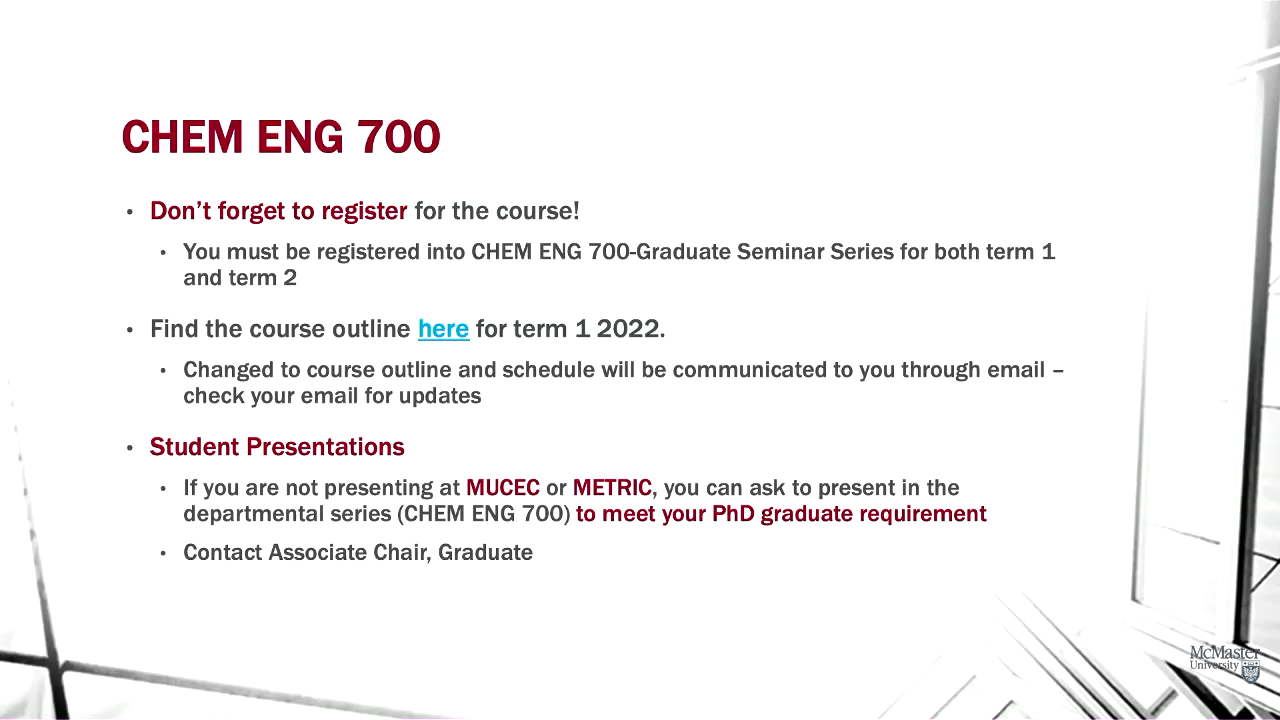 CHEM ENG 700
• Don't forget to register for the course!
• You must be registered into CHEM ENG 700-Graduate Seminar Series for both term 1
and term 2
• Find the course outline here for term 1 2022.
• Changed to course outline and schedule will be communicated to you through email –
check your email for updates
• Student Presentations
• If you are not presenting at MUCEC or METRIC, you can ask to present in the
departmental series (CHEM ENG 700) to meet your PhD graduate requirement
• Contact Associate Chair, Graduate
McMaster
University